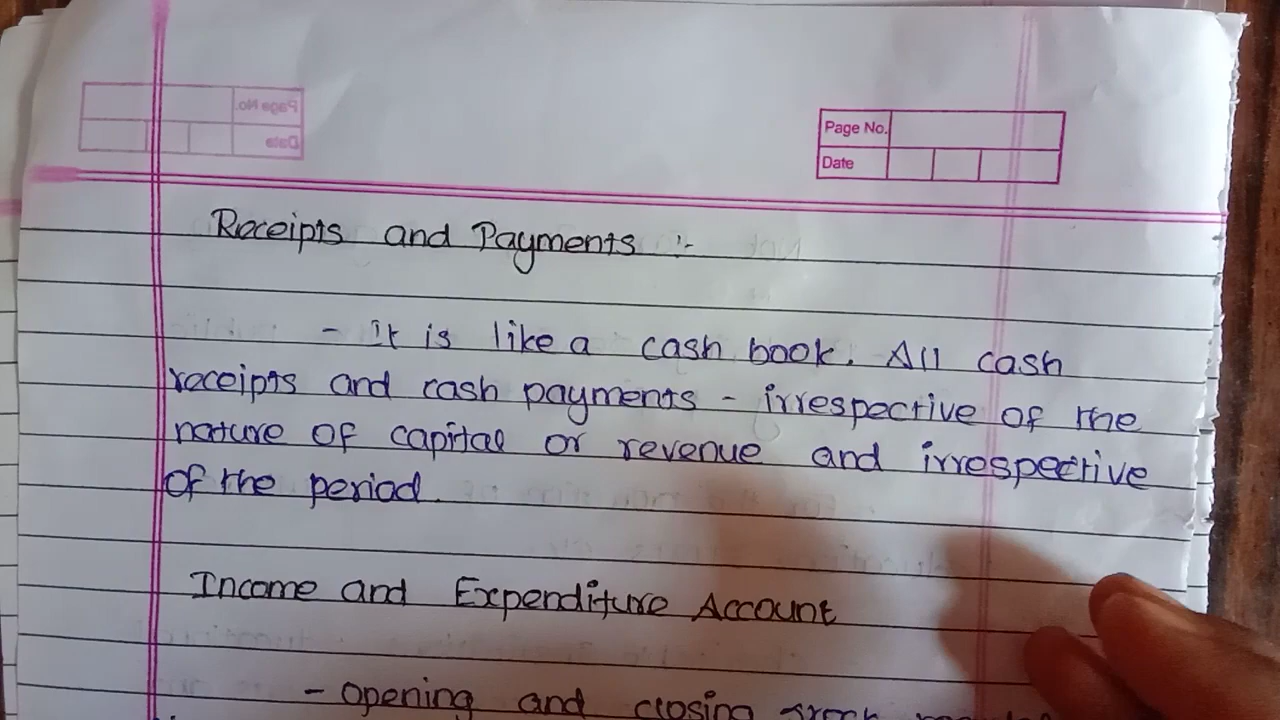 Page No.
Date
Receipts and Payments :-
- It is like a cash book. All cash
receipts and cash payments - irrespective of the
nature of capital or revenue and irrespective
of the period.
Income and Expenditure Account
- opening and closing stock